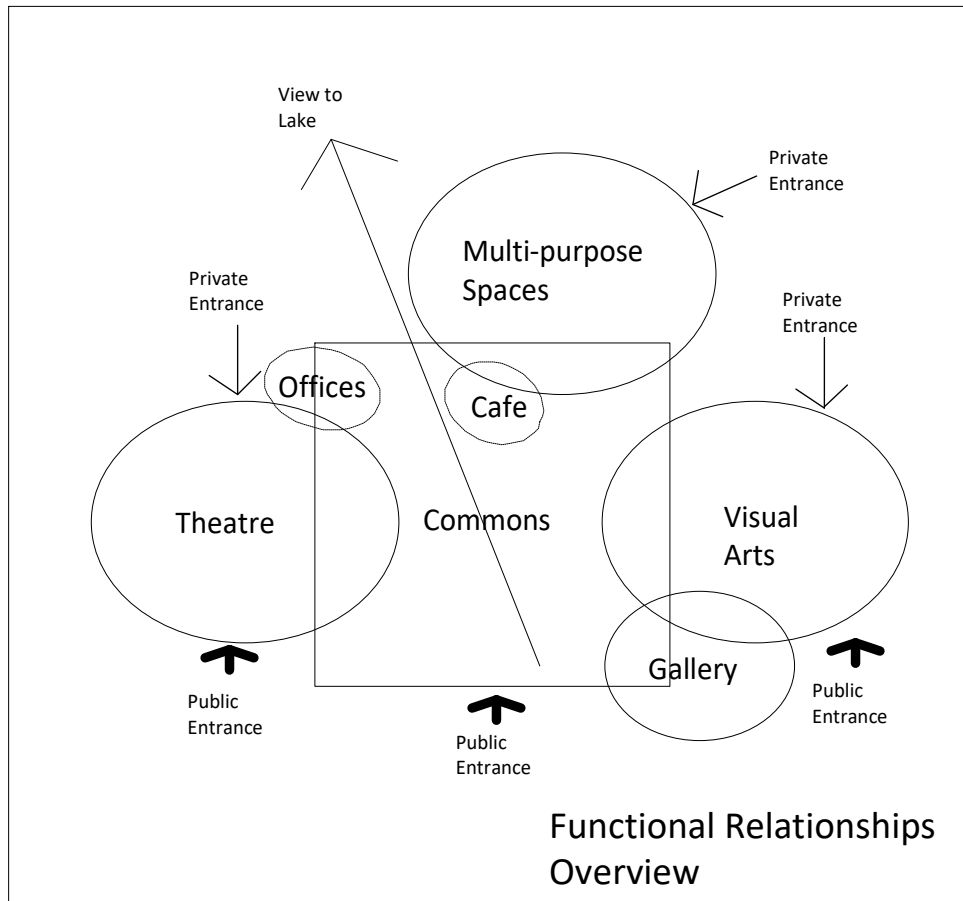 View to
Lake
Private
Entrance
Multi-purpose
Spaces
Private
Entrance
Private
Entrance
Offices
Cafe
Theatre
Commons
Visual
Arts
Gallery
Public
Entrance
Public
Entrance
Public
Entrance
Functional Relationships
Overview